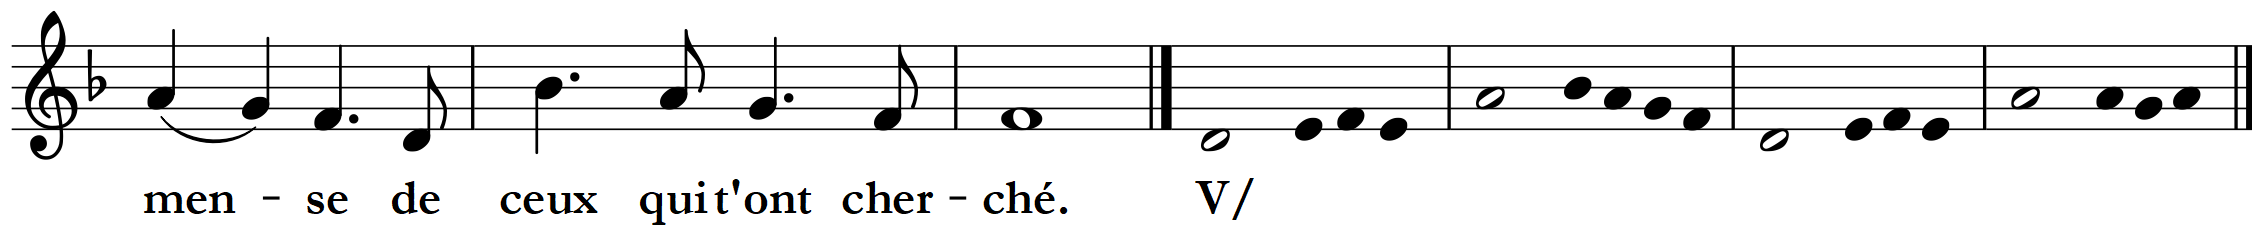 men - se de ceux qui t'ont cher - ché. V/